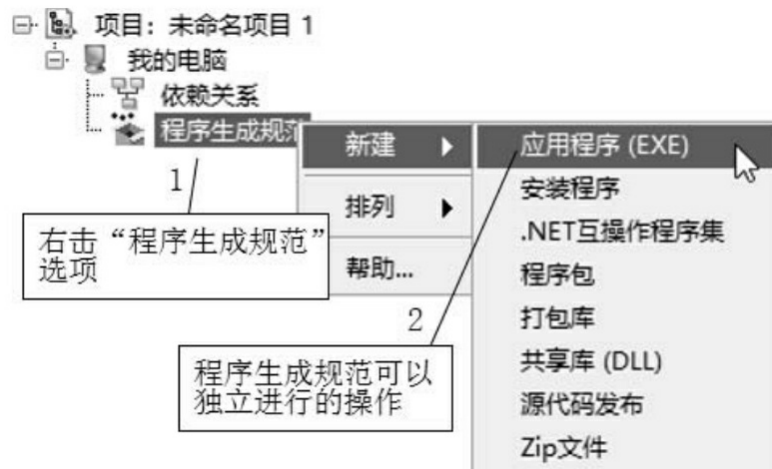 项目：未命名项目 1
我的电脑
依赖关系
程序生成规范
新建
应用程序 (EXE)
安装程序
排列
.NET互操作程序集
帮助...
程序包
打包库
共享库 (DLL)
源代码发布
Zip文件
1
右击“程序生成规范”
选项
2
程序生成规范可以
独立进行的操作